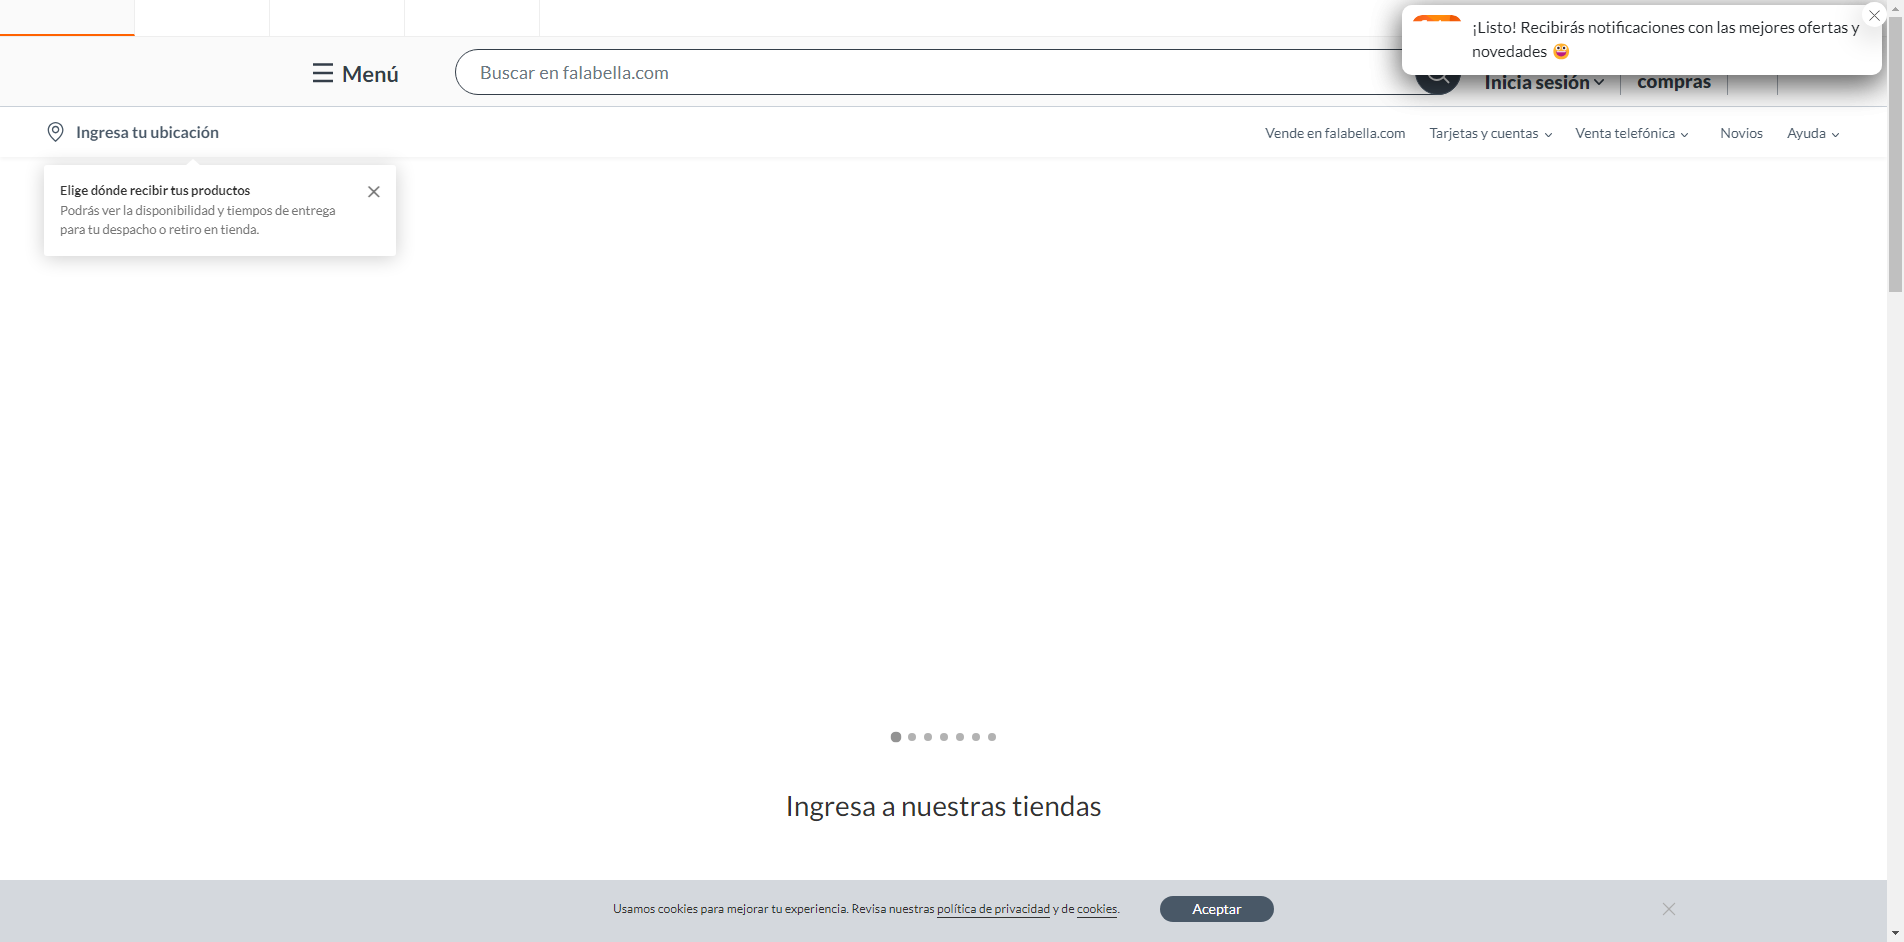 ¡Listo! Recibirás notificaciones con las mejores ofertas y
novedades
Menú
Buscar en falabella.com
Inicia sesión
compras
Ingresa tu ubicación
Vende en falabella.com
Tarjetas y cuentas
Venta telefónica
Novios
Ayuda
Elige dónde recibir tus productos
Podrás ver la disponibilidad y tiempos de entrega
para tu despacho o retiro en tienda.
Ingresa a nuestras tiendas
Usamos cookies para mejorar tu experiencia. Revisa nuestras política de privacidad y de cookies.
Aceptar